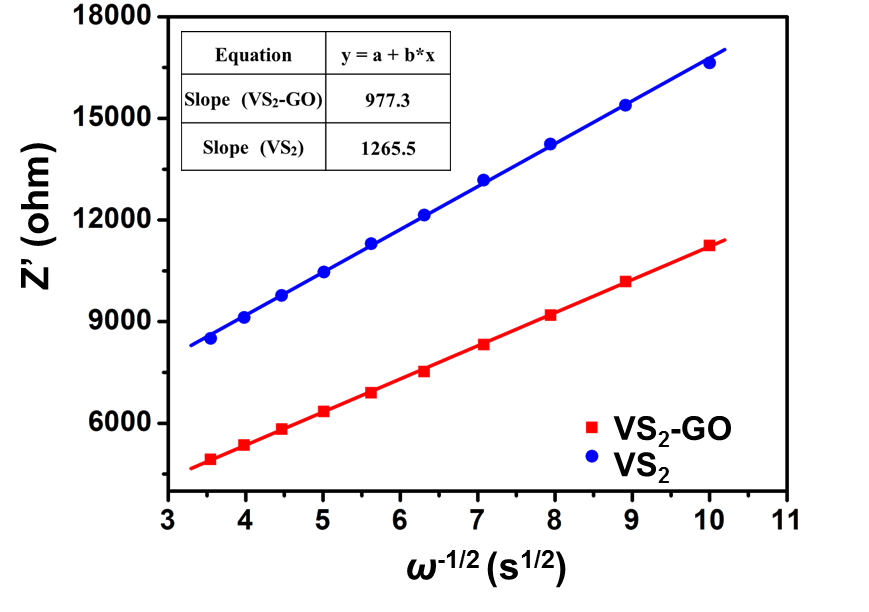 18000
15000
12000
9000
6000
Z’ (ohm)
Equation y = a + b*x
Slope (VS₂-GO) 977.3
Slope (VS₂) 1265.5
VS₂-GO
VS₂
3 4 5 6 7 8 9 10 11
ω⁻¹/² (s¹/²)